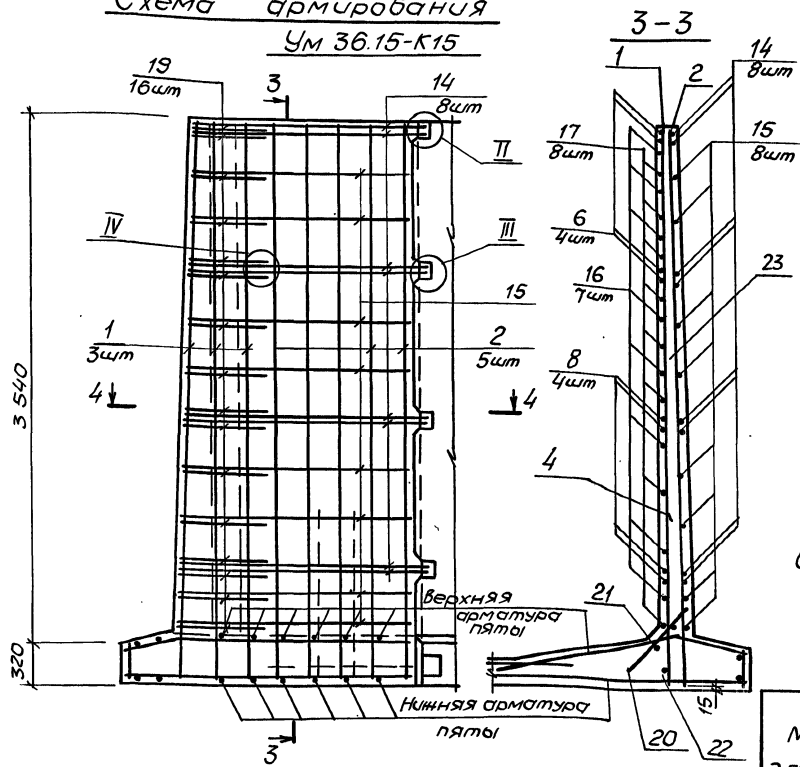 Схема армирования
Ум 36.15-К15
3-3
19
16шт
3
14
8шт
1
2
14
8шт
II
17
8шт
15
8шт
IV
III
6
4шт
23
15
16
7шт
1
3шт
2
5шт
8
4шт
3 540
4
4
4
верхняя
арматура
пяты
21
320
15
Нижняя арматура
пяты
20
22
3